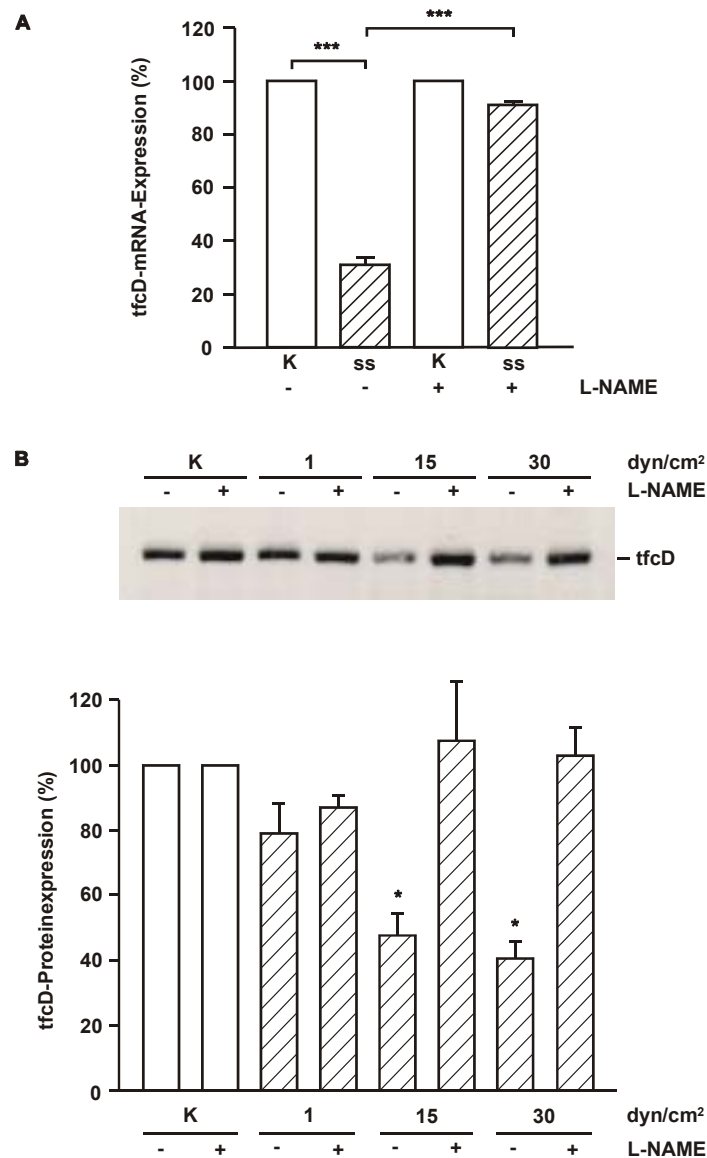 A
120
100
80
60
40
20
0
tfcD-mRNA-Expression (%)
*** ***
K ss K ss
- - + + L-NAME
B
K 1 15 30 dyn/cm²
- + - + - + - + L-NAME
– tfcD
120
100
80
60
40
20
0
tfcD-Proteinexpression (%)
* *
K 1 15 30 dyn/cm²
- + - + - + - + L-NAME